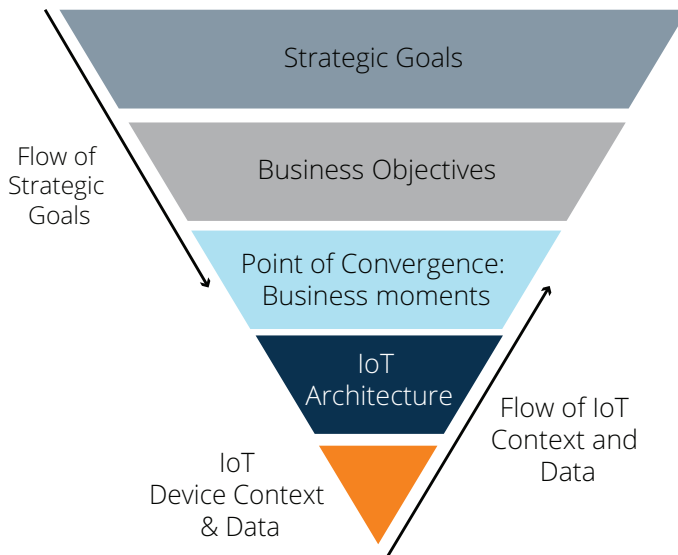 Strategic Goals
Flow of
Strategic
Goals
Business Objectives
Point of Convergence:
Business moments
IoT
Architecture
Flow of IoT
Context and
Data
IoT
Device Context
& Data